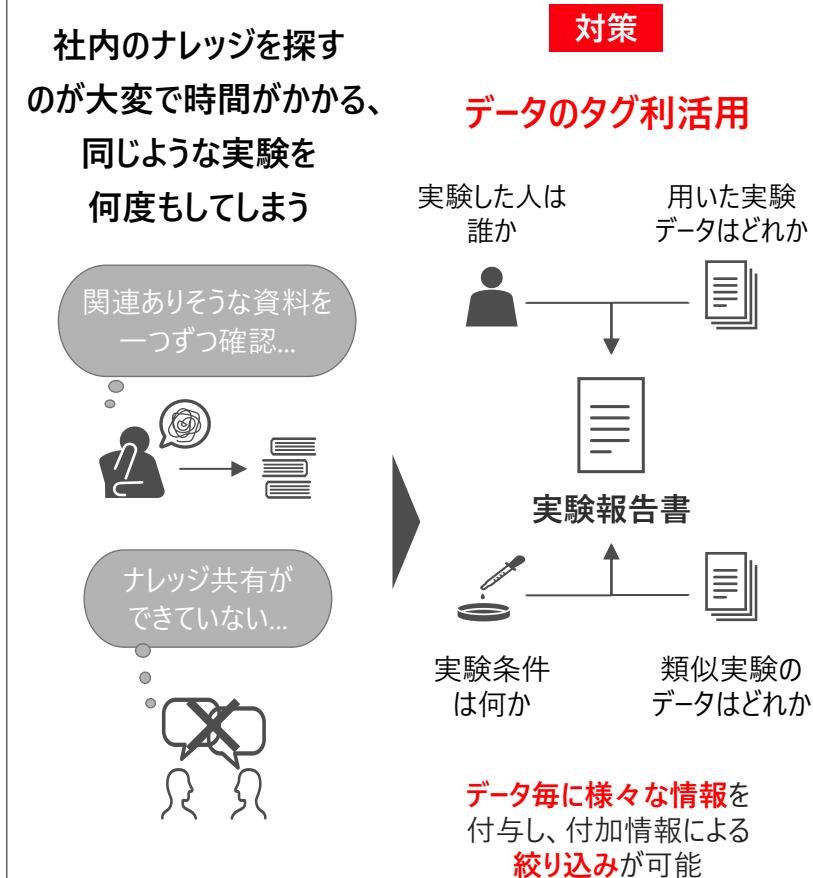 社内のナレッジを探す
のが大変で時間がかかる、
同じような実験を
何度もしてしまう
関連ありそうな資料を
一つずつ確認...
ナレッジ共有が
できていない...
対策
データのタグ利活用
実験した人は
誰か
用いた実験
データはどれか
実験報告書
実験条件
は何か
類似実験の
データはどれか
データ毎に様々な情報を
付与し、付加情報による
絞り込みが可能